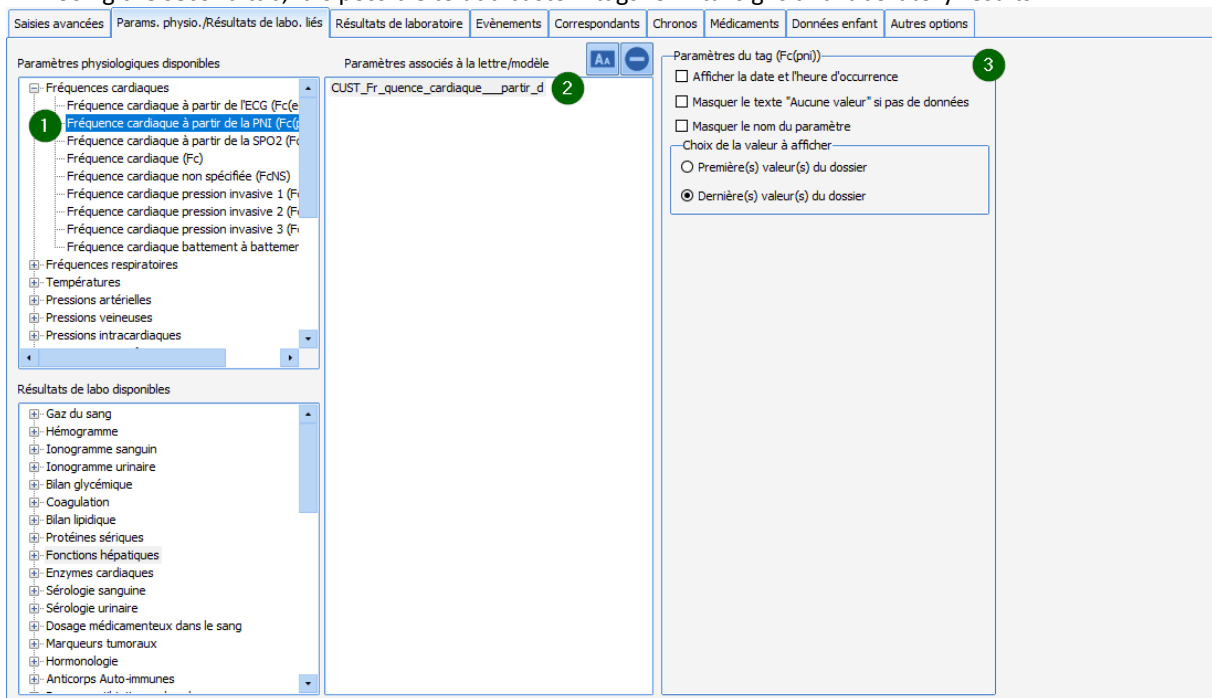 Saisies avancées
Params. physio./Résultats de labo. liés
Résultats de laboratoire
Evènements
Correspondants
Chronos
Médicaments
Données enfant
Autres options
Paramètres physiologiques disponibles
Fréquences cardiaques
Fréquence cardiaque à partir de l'ECG (Fc(e
1
Fréquence cardiaque à partir de la PNI (Fc(p
Fréquence cardiaque à partir de la SPO2 (Fc
Fréquence cardiaque (Fc)
Fréquence cardiaque non spécifiée (FcNS)
Fréquence cardiaque pression invasive 1 (F
Fréquence cardiaque pression invasive 2 (F
Fréquence cardiaque pression invasive 3 (F
Fréquence cardiaque battement à battemer
Fréquences respiratoires
Températures
Pressions artérielles
Pressions veineuses
Pressions intracardiaques
Résultats de labo disponibles
Gaz du sang
Hémogramme
Ionogramme sanguin
Ionogramme urinaire
Bilan glycémique
Coagulation
Bilan lipidique
Protéines sériques
Fonctions hépatiques
Enzymes cardiaques
Sérologie sanguine
Sérologie urinaire
Dosage médicamenteux dans le sang
Marqueurs tumoraux
Hormonologie
Anticorps Auto-immunes
Paramètres associés à la lettre/modèle
AA
CUST_Fr_quence_cardiaque___partir_d
2
Paramètres du tag (Fc(pni))
3
Afficher la date et l'heure d'occurrence
Masquer le texte "Aucune valeur" si pas de données
Masquer le nom du paramètre
Choix de la valeur à afficher
Première(s) valeur(s) du dossier
Dernière(s) valeur(s) du dossier